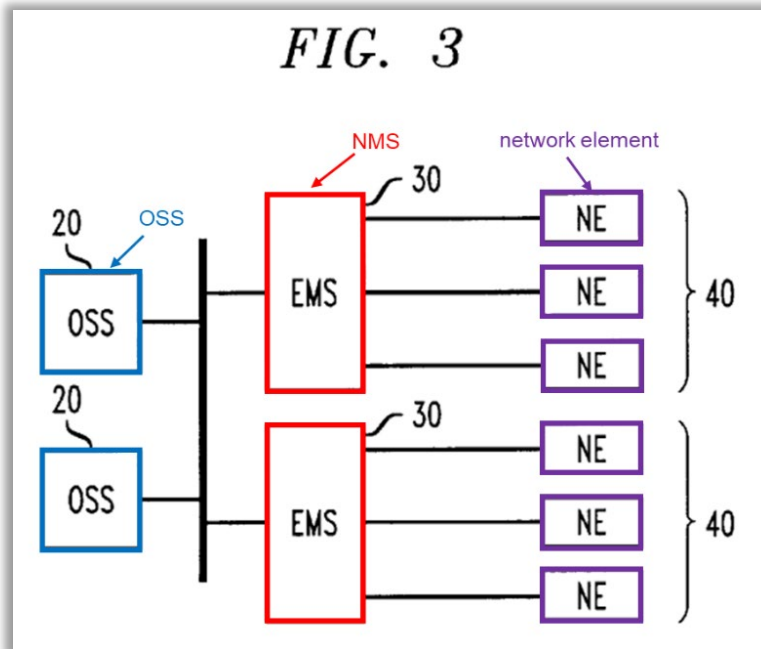 FIG. 3
NMS
network element
30
20
OSS
NE
OSS
EMS
NE
40
NE
20
30
OSS
EMS
NE
NE
40
NE